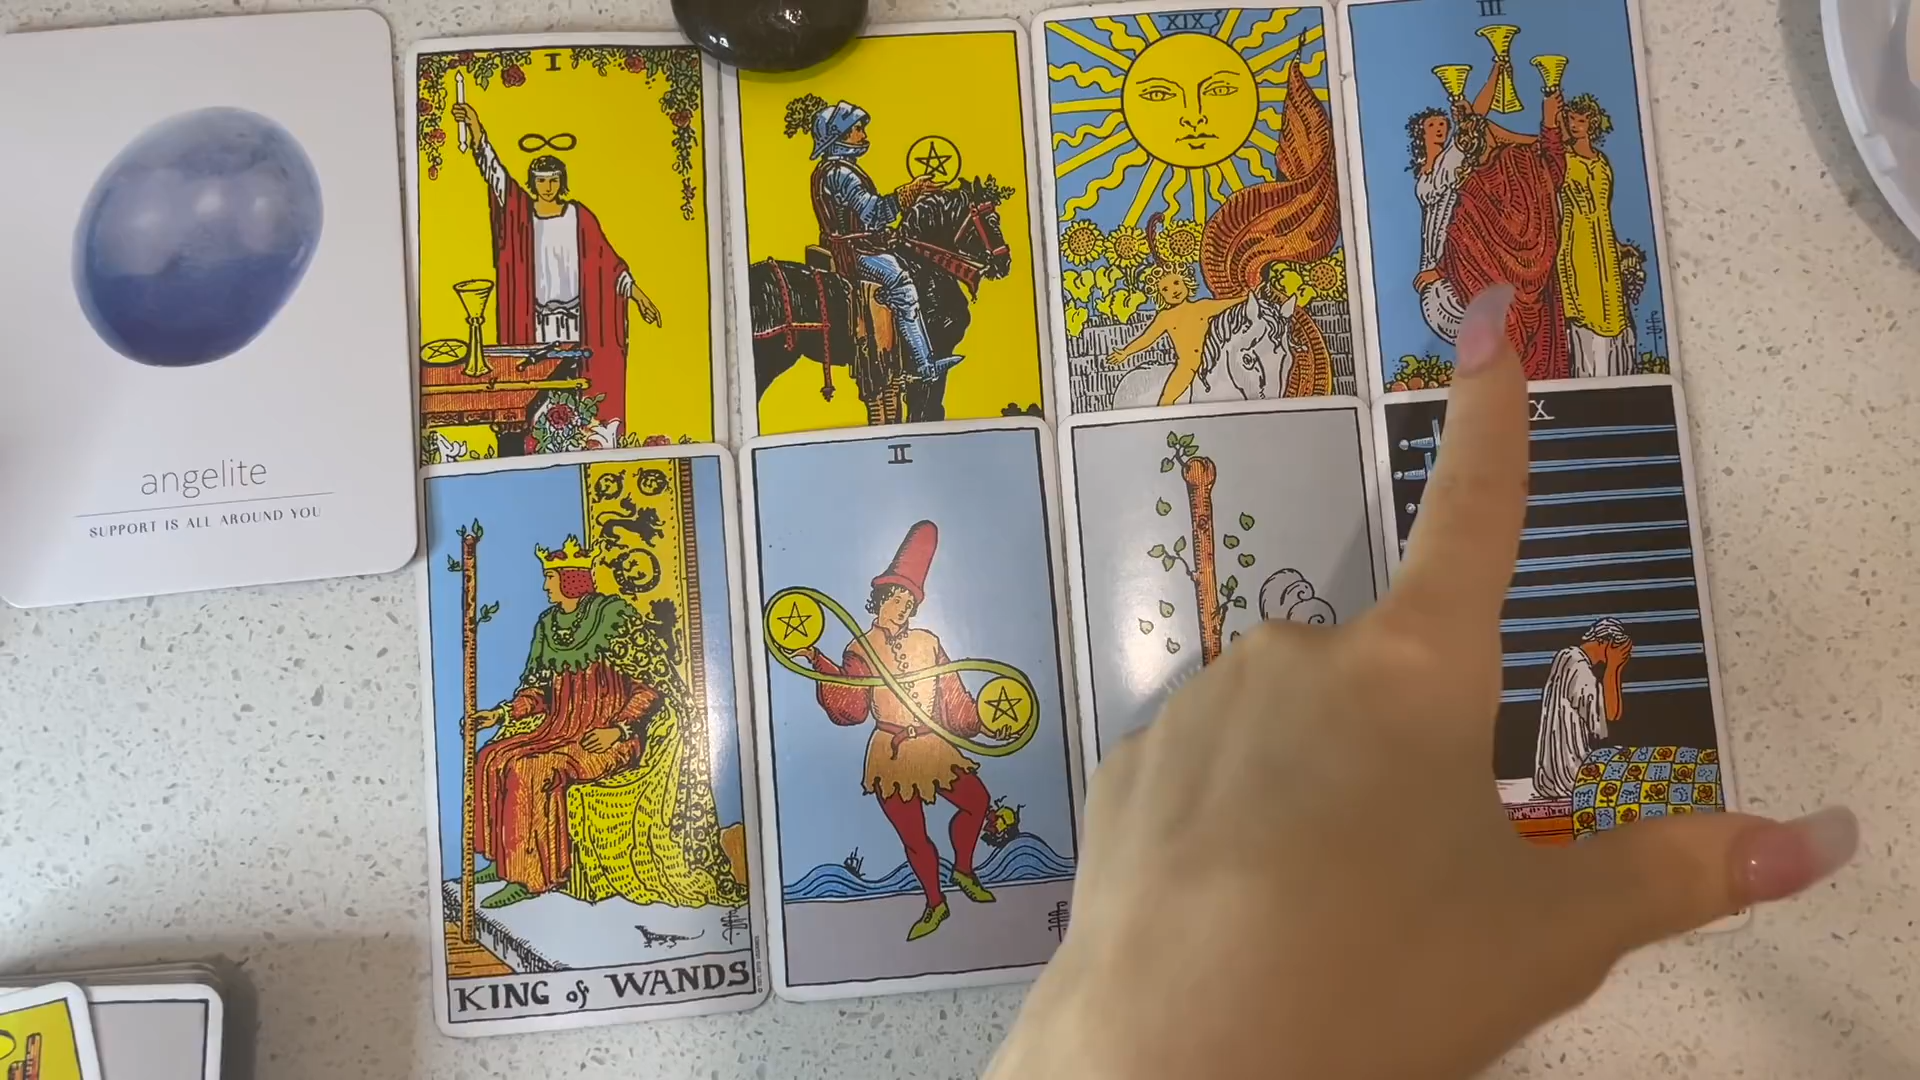 I
XIX
III
angelite
SUPPORT IS ALL AROUND YOU
II
IX
KING of WANDS